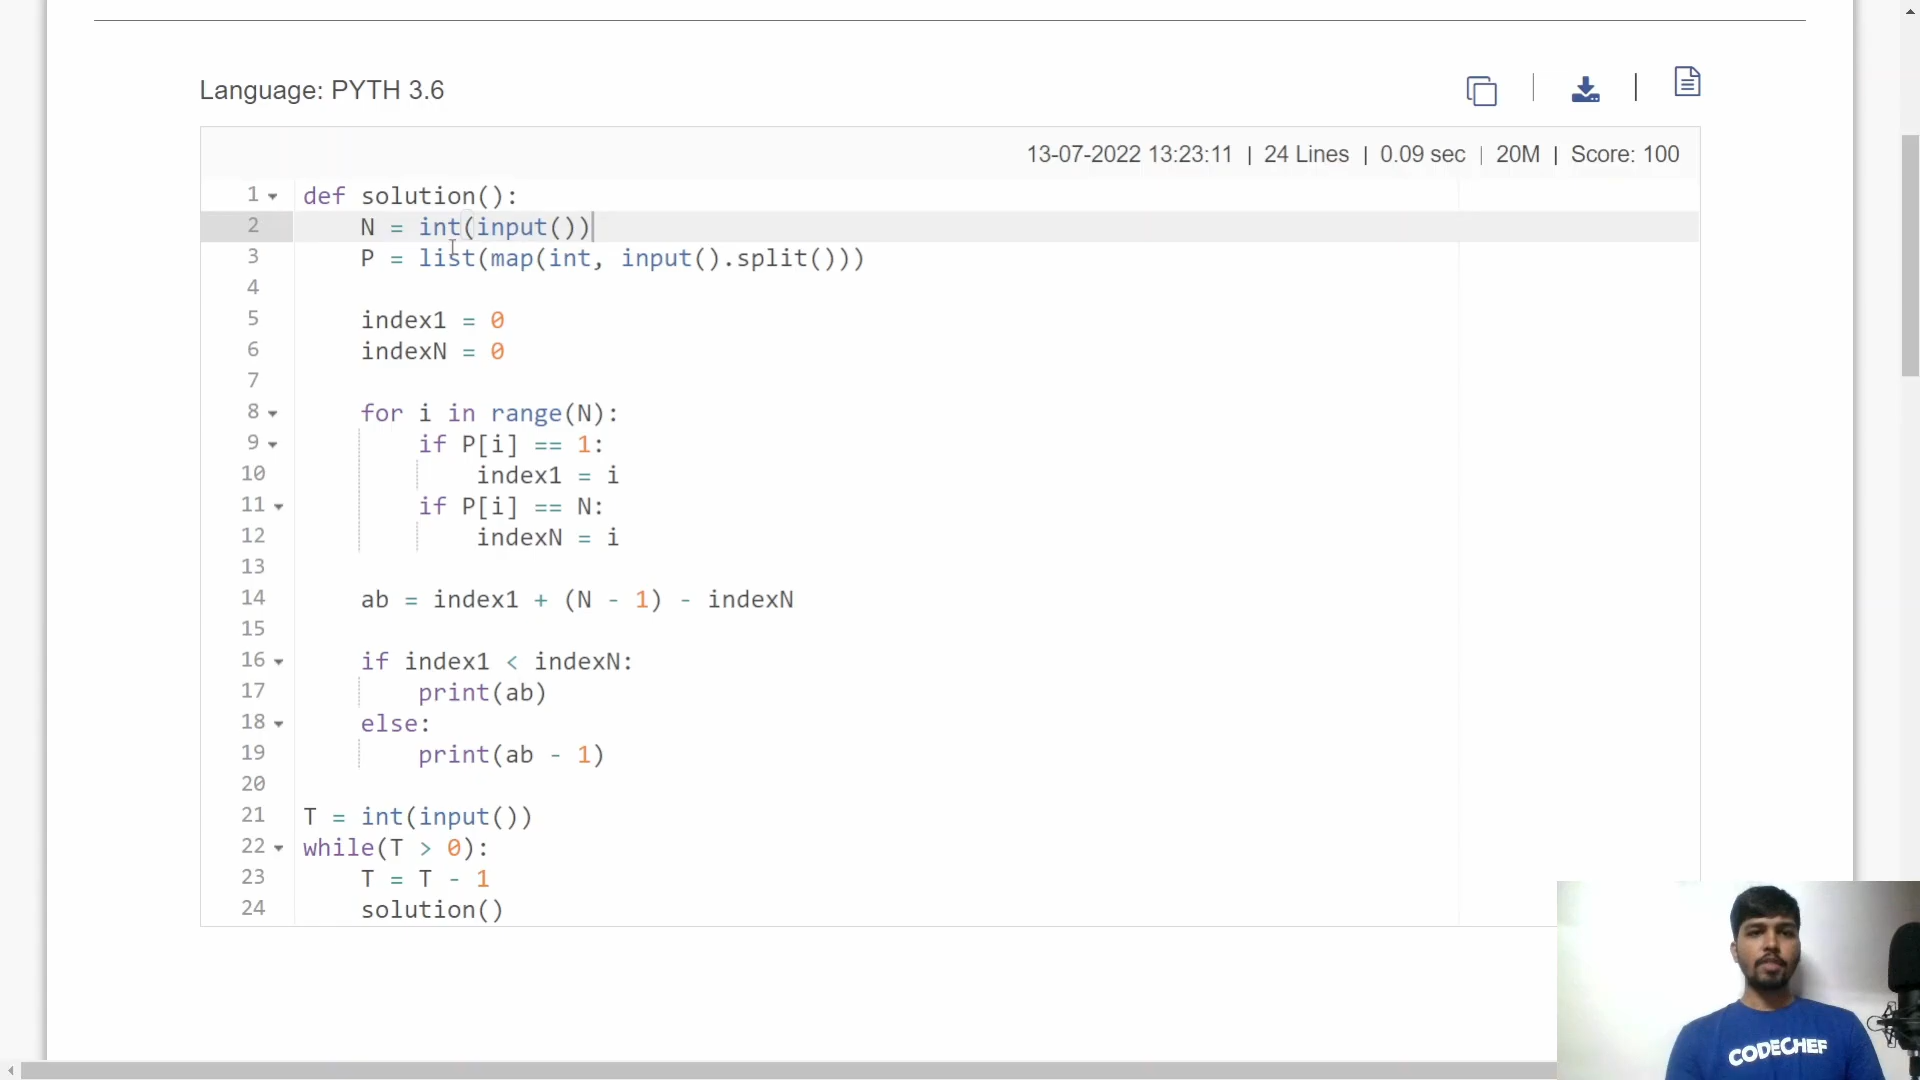 Language: PYTH 3.6
13-07-2022 13:23:11 | 24 Lines | 0.09 sec | 20M | Score: 100
1 def solution():
2     N = int(input())
3     P = list(map(int, input().split()))
4
5     index1 = 0
6     indexN = 0
7
8     for i in range(N):
9         if P[i] == 1:
10             index1 = i
11         if P[i] == N:
12             indexN = i
13
14     ab = index1 + (N - 1) - indexN
15
16     if index1 < indexN:
17         print(ab)
18     else:
19         print(ab - 1)
20
21 T = int(input())
22 while(T > 0):
23     T = T - 1
24     solution()
CODECHEF